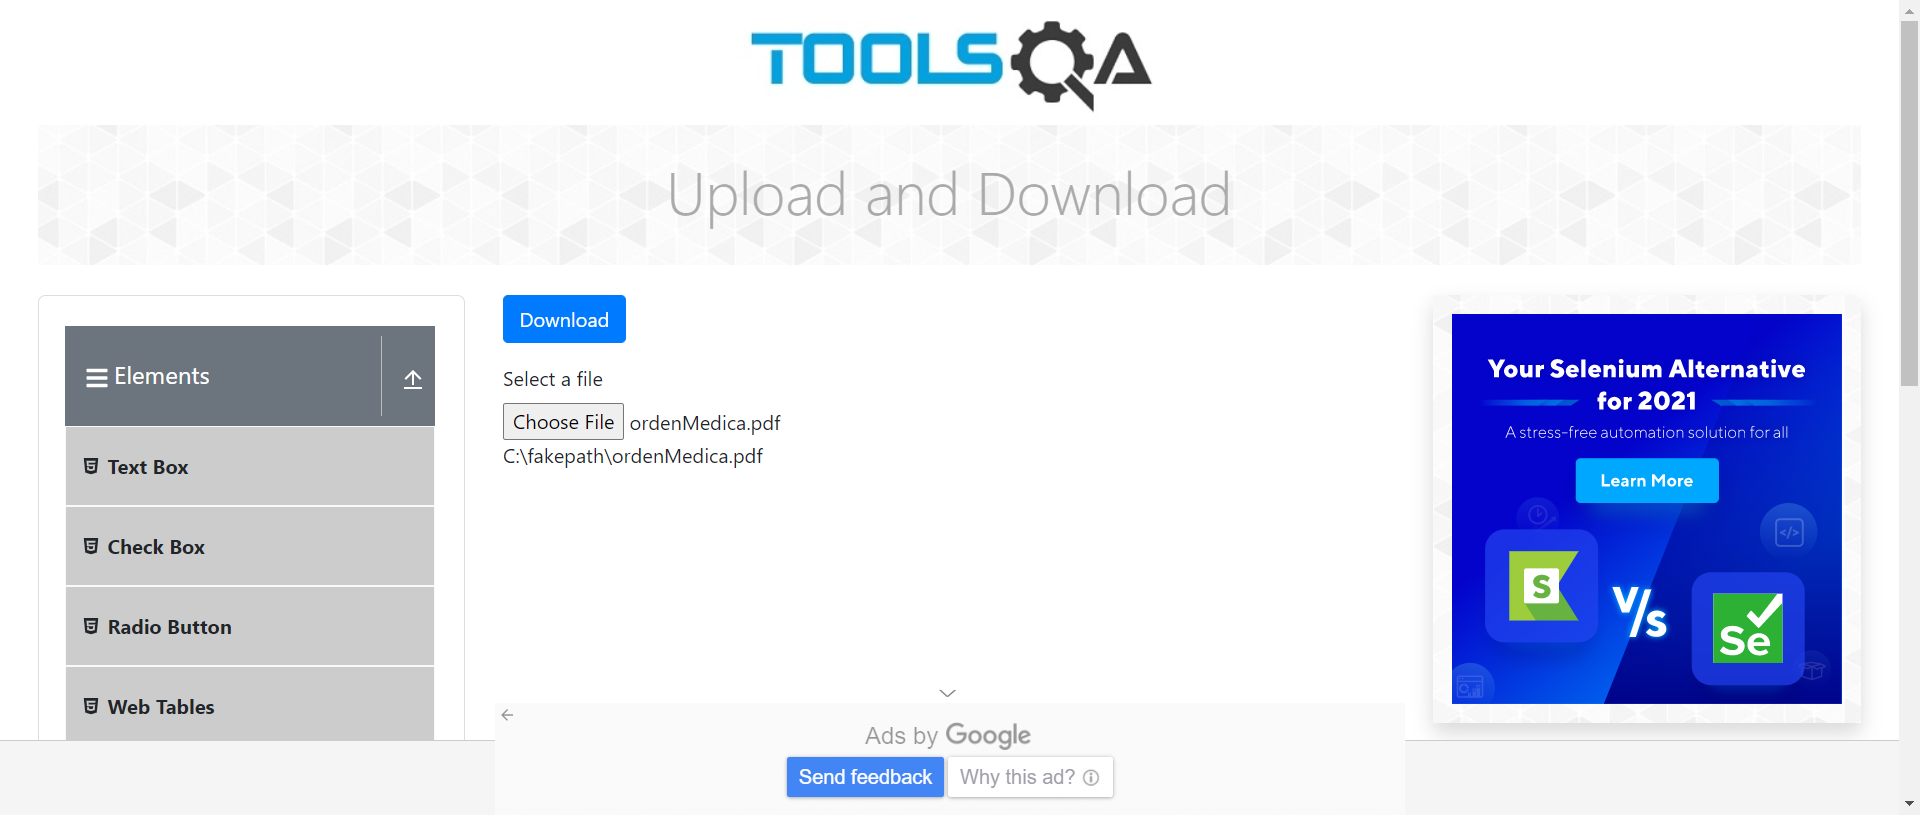 TOOLSQA
Upload and Download
Elements
Text Box
Check Box
Radio Button
Web Tables
Download
Select a file
Choose File ordenMedica.pdf
C:\fakepath\ordenMedica.pdf
Your Selenium Alternative
for 2021
A stress-free automation solution for all
Learn More
S
V/s
Se
Ads by Google
Send feedback
Why this ad?